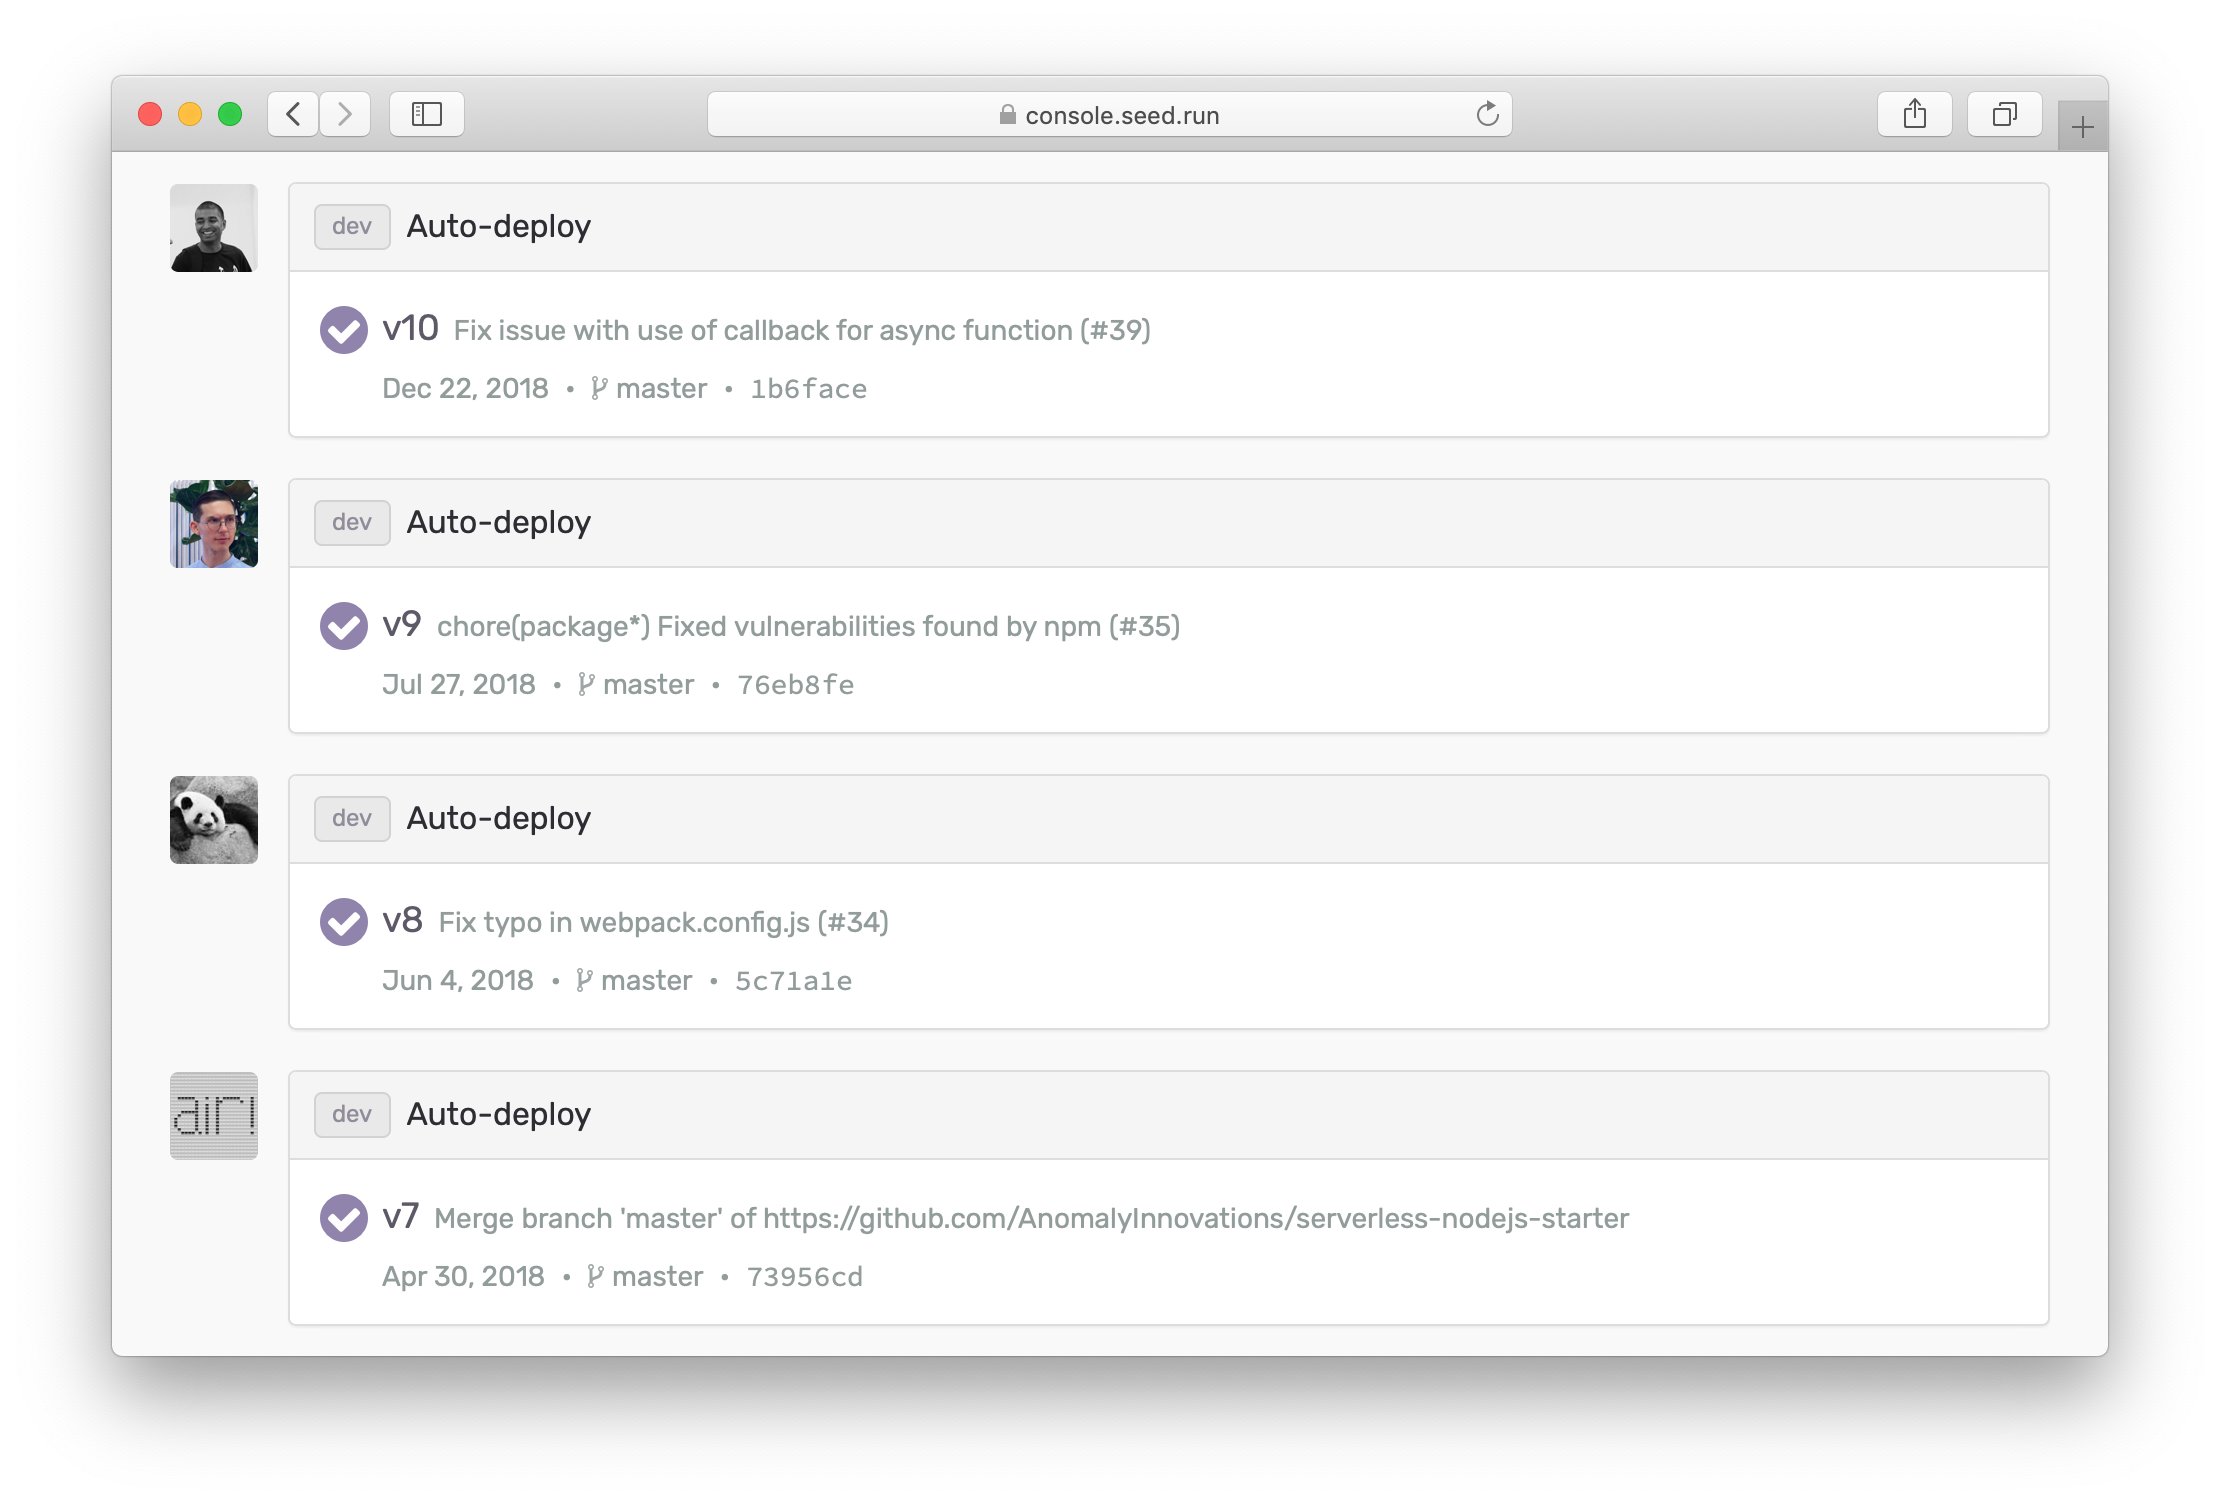 console.seed.run
dev Auto-deploy
v10 Fix issue with use of callback for async function (#39)
Dec 22, 2018 • master • 1b6face
dev Auto-deploy
v9 chore(package*) Fixed vulnerabilities found by npm (#35)
Jul 27, 2018 • master • 76eb8fe
dev Auto-deploy
v8 Fix typo in webpack.config.js (#34)
Jun 4, 2018 • master • 5c71a1e
air!
dev Auto-deploy
v7 Merge branch 'master' of https://github.com/AnomalyInnovations/serverless-nodejs-starter
Apr 30, 2018 • master • 73956cd